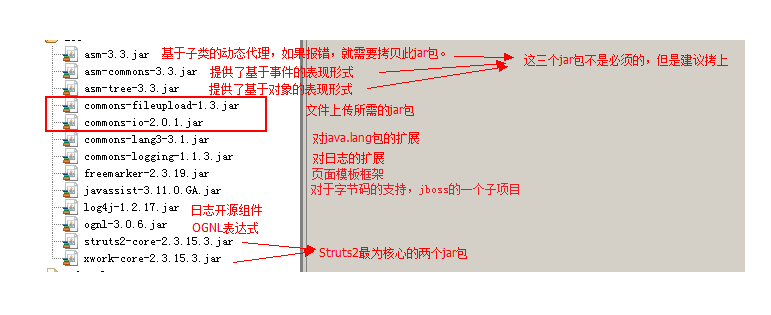 asm-3.3.jar 基于子类的动态代理，如果报错，就需要拷贝此jar包。
这三个jar包不是必须的，但是建议拷上
asm-commons-3.3.jar 提供了基于事件的表现形式
asm-tree-3.3.jar 提供了基于对象的表现形式
commons-fileupload-1.3.jar 文件上传所需的jar包
commons-io-2.0.1.jar
commons-lang3-3.1.jar 对java.lang包的扩展
commons-logging-1.1.3.jar 对日志的扩展
freemarker-2.3.19.jar 页面模板框架
javassist-3.11.0.GA.jar 对于字节码的支持，jboss的一个子项目
log4j-1.2.17.jar 日志开源组件
ognl-3.0.6.jar OGNL表达式
struts2-core-2.3.15.3.jar
Struts2最为核心的两个jar包
xwork-core-2.3.15.3.jar